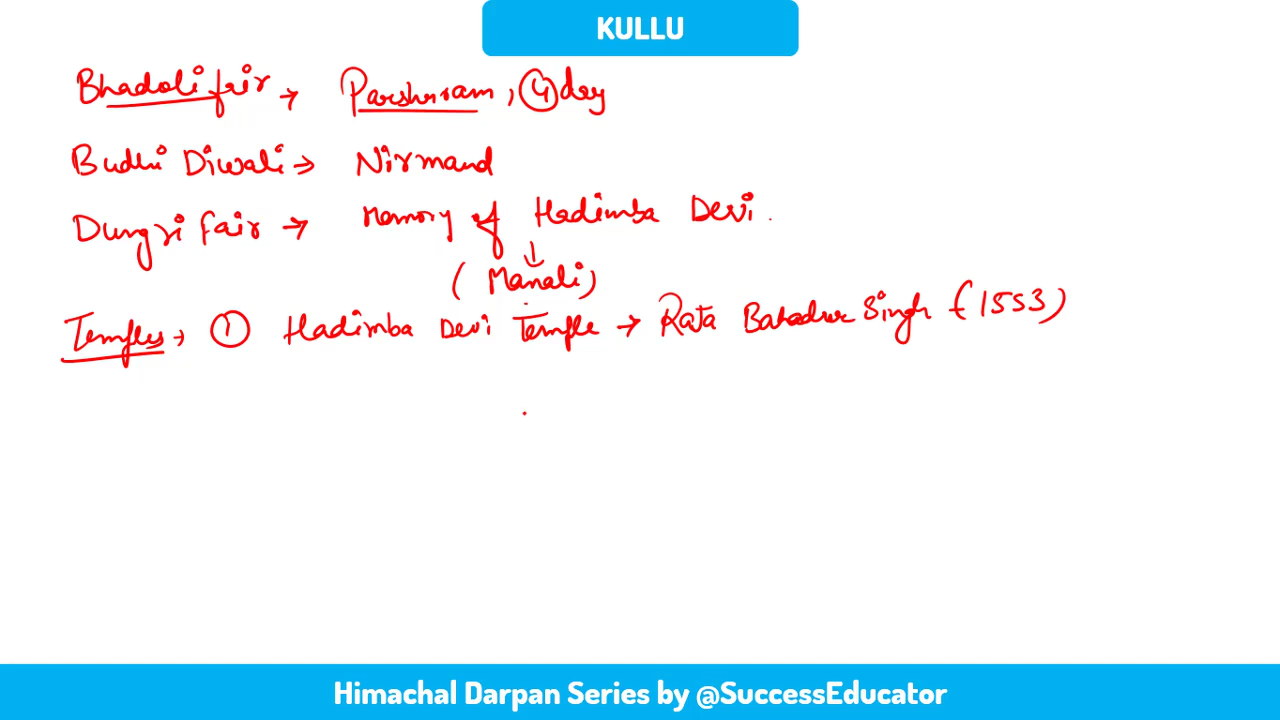 KULLU
Bhadoli fair → Parshuram, ④ day
Budhi Diwali → Nirmand
Dungri fair → Memory of Hadimba Devi.
↓
(Manali)
Temples → ① Hadimba Devi Temple → Raja Bahadur Singh (1553)
Himachal Darpan Series by @SuccessEducator